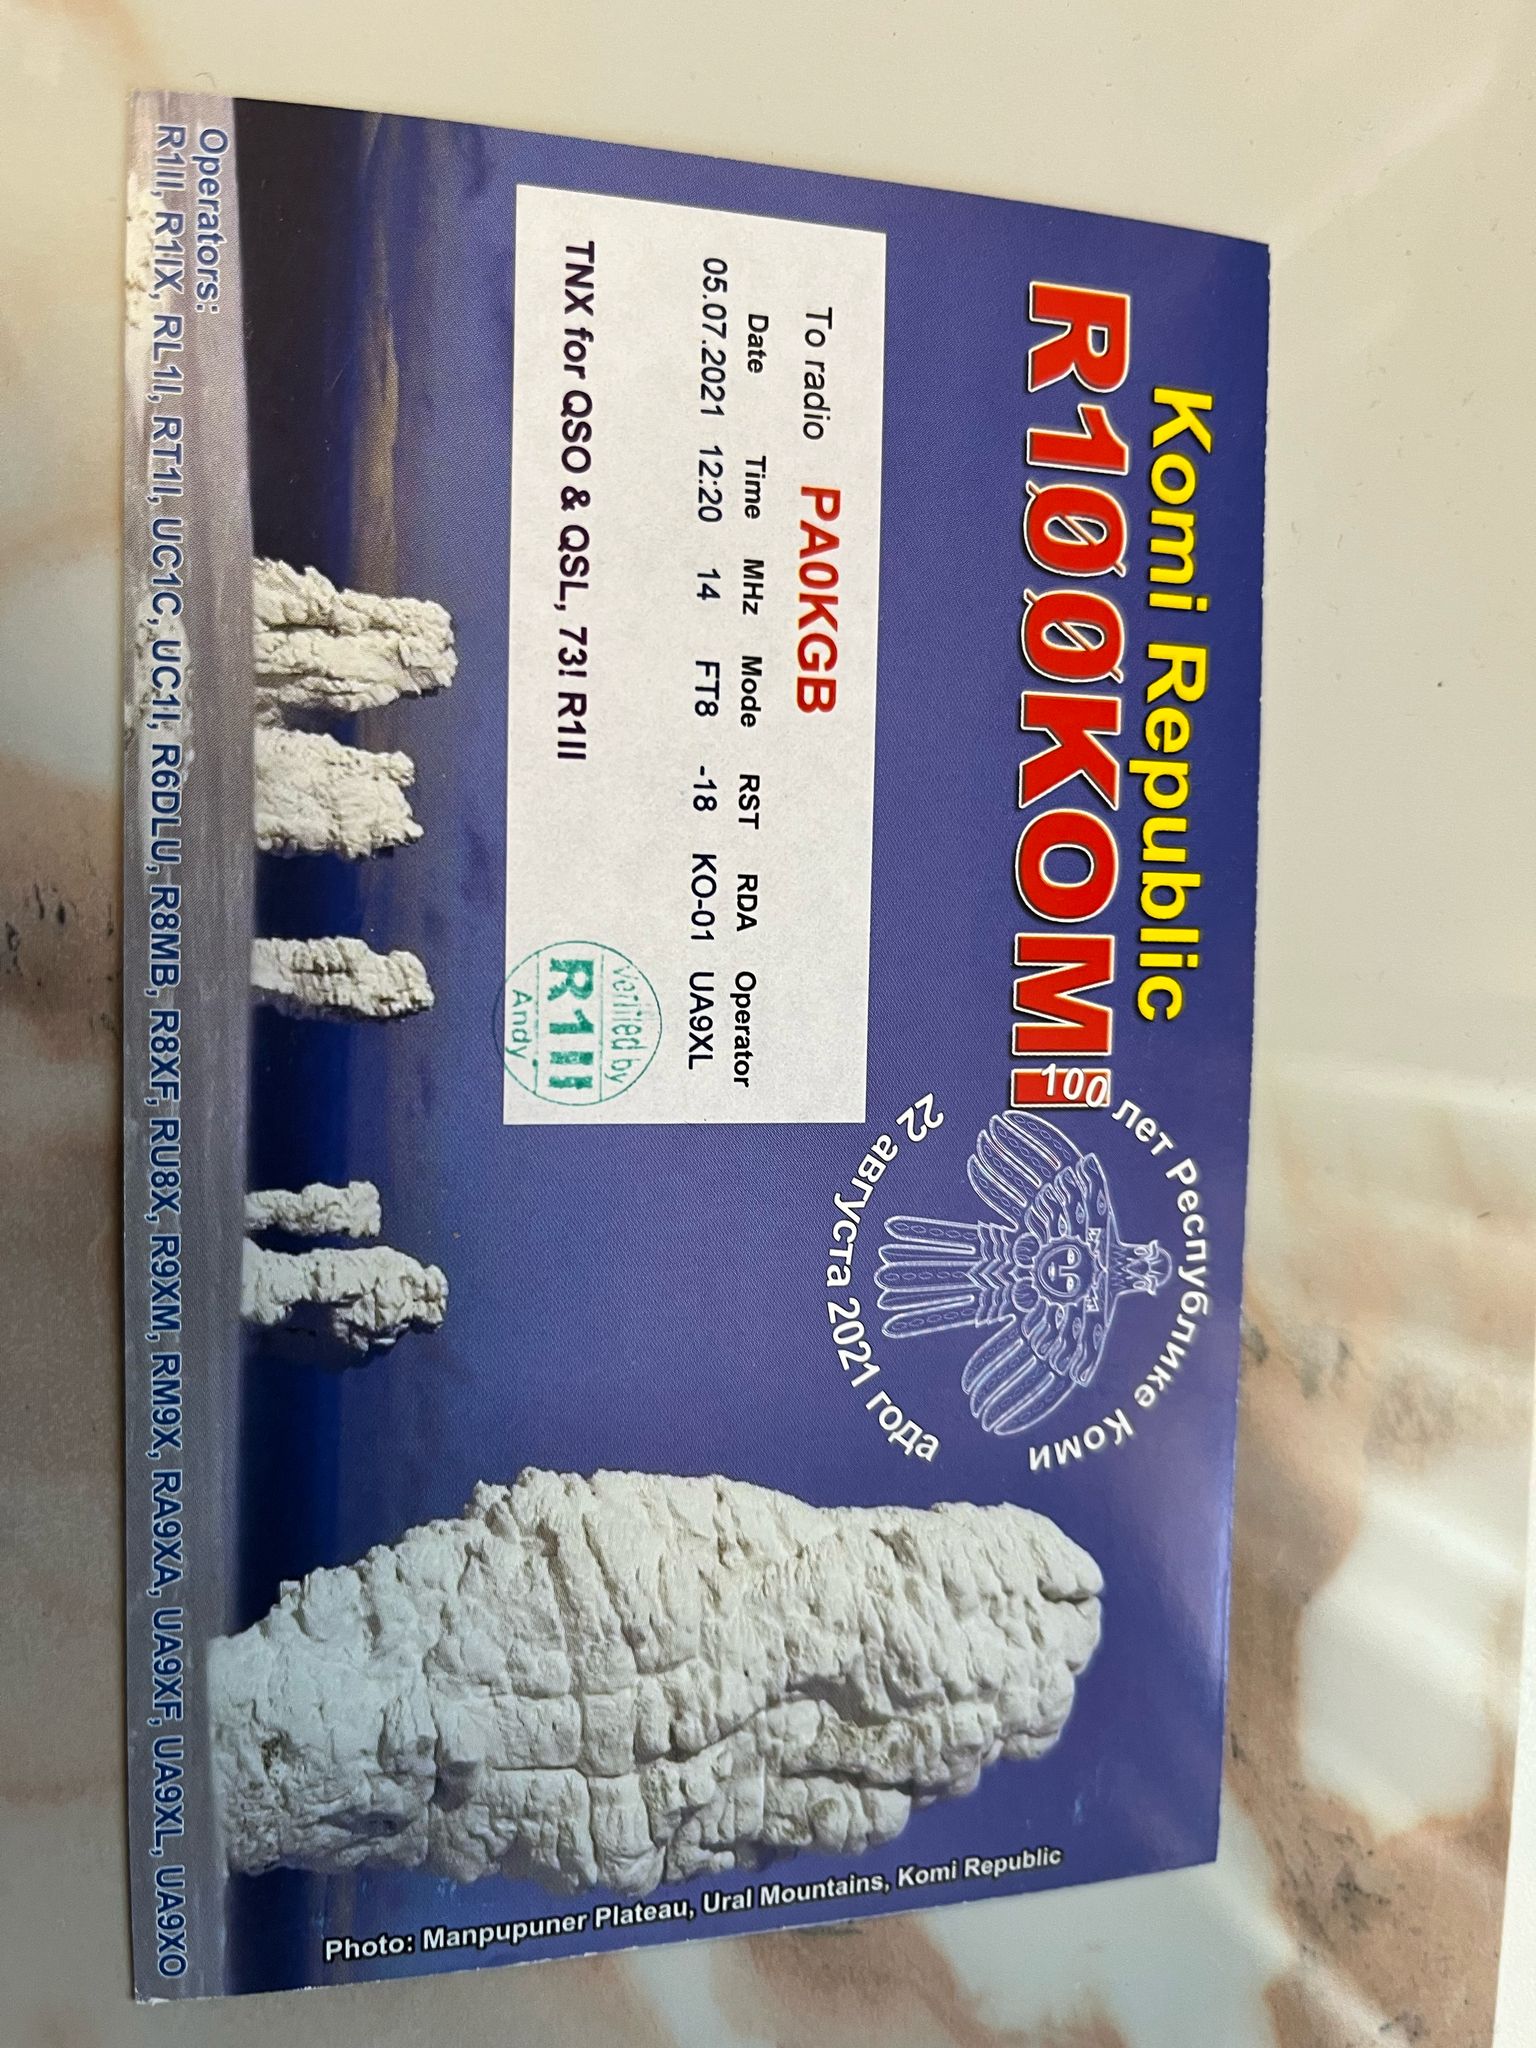 Komi Republic
R1ØØKOMI
100 лет Республике Коми
22 августа 2021 года
To radio PA0KGB
Date Time MHz Mode RST RDA Operator
05.07.2021 12:20 14 FT8 -18 KO-01 UA9XL
TNX for QSO & QSL, 73! R1II
Verified by
R1II
Andy
Photo: Manpupuner Plateau, Ural Mountains, Komi Republic
Operators:
R1II, R1IX, RL1I, RT1I, UC1C, UC1I, R6DLU, R8MB, R8XF, RU8X, R9XM, RM9X, RA9XA, UA9XF, UA9XL, UA9XO